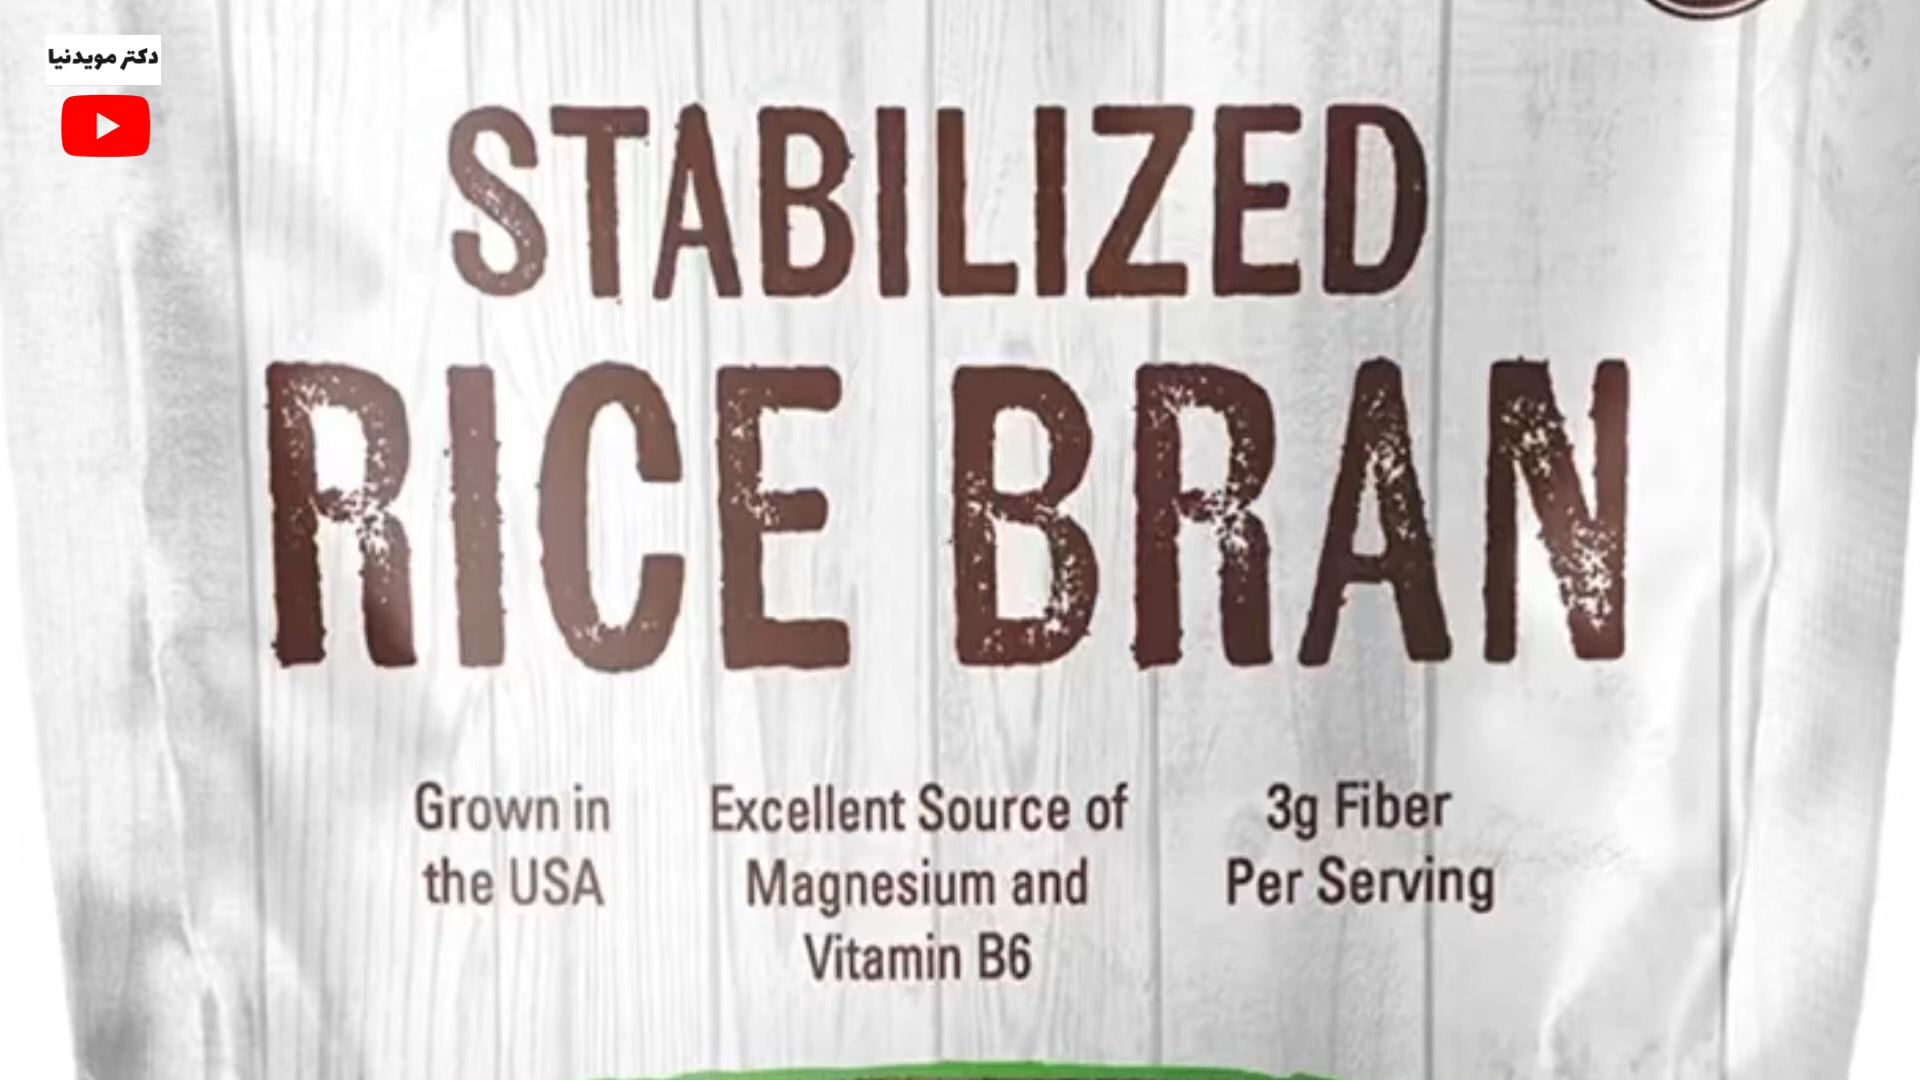 دکتر مویدنیا
STABILIZED
RICE BRAN
Grown in
the USA
Excellent Source of
Magnesium and
Vitamin B6
3g Fiber
Per Serving